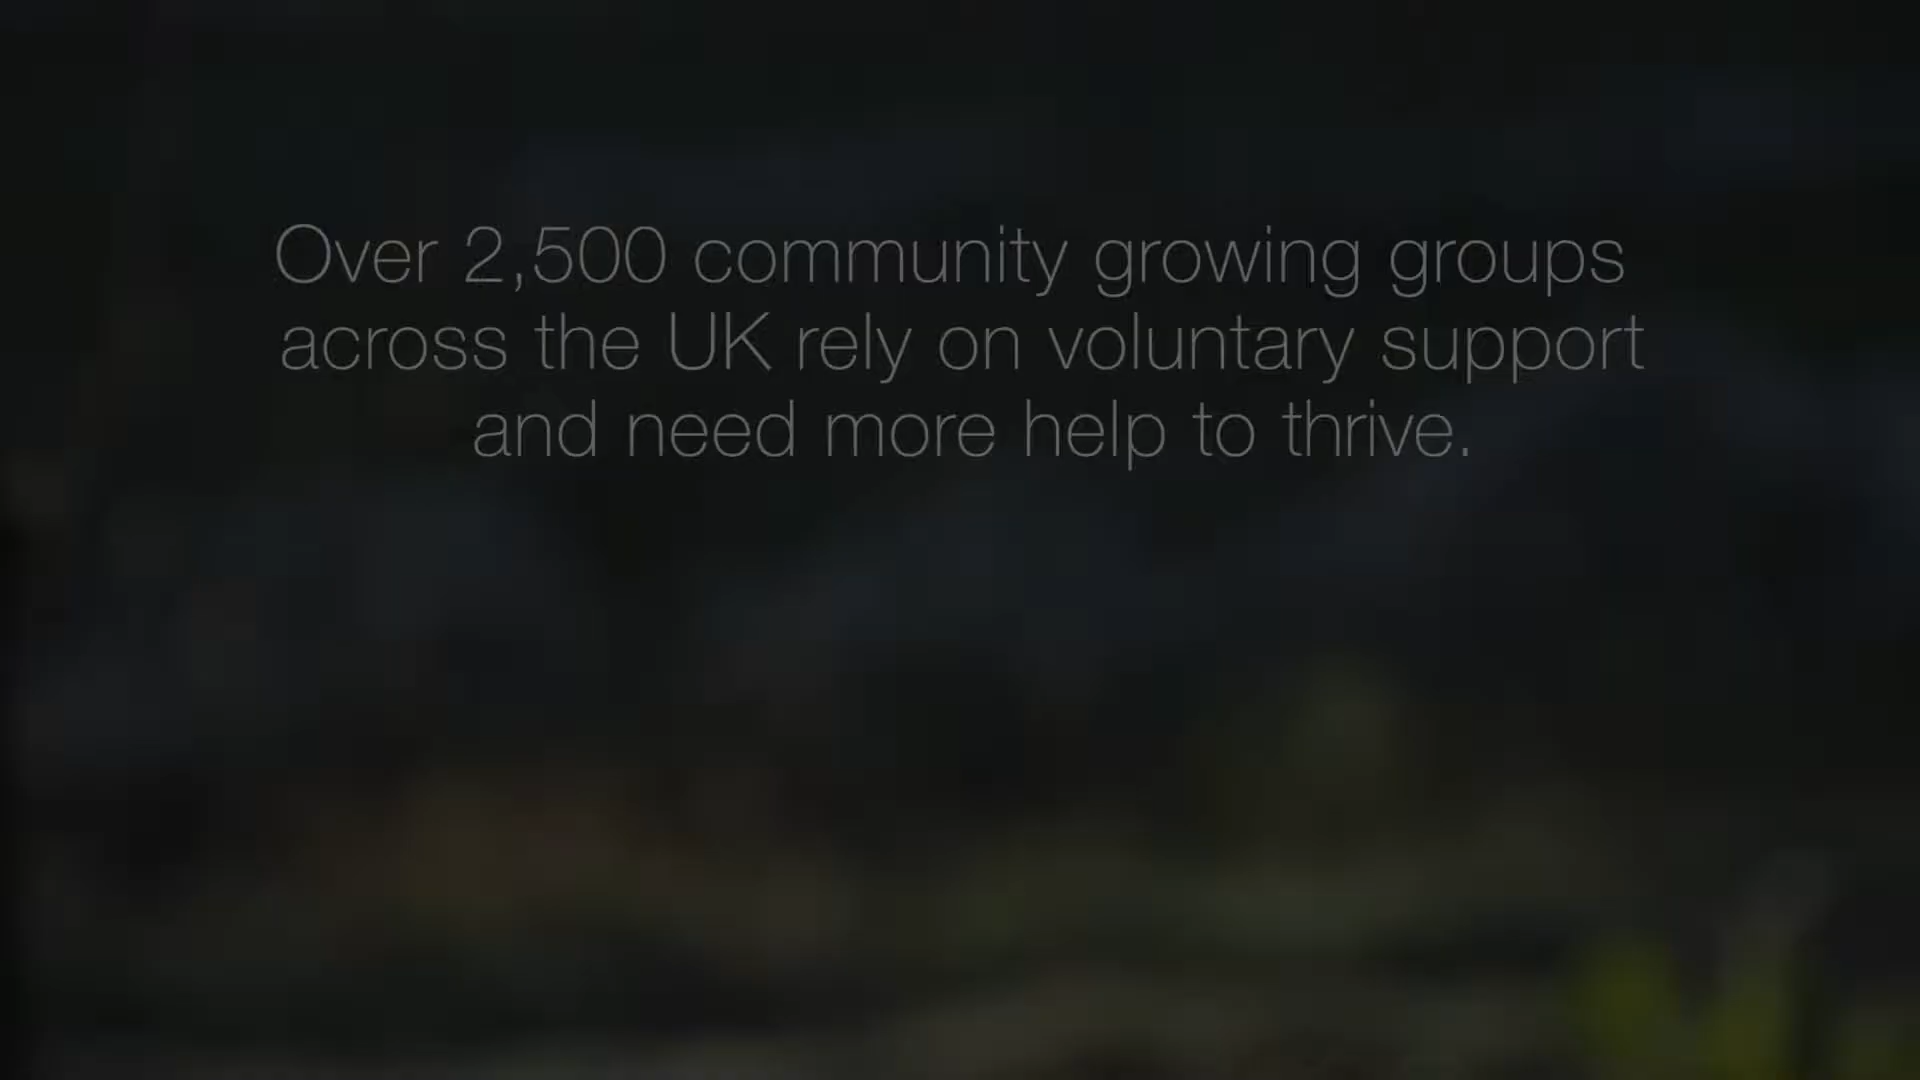 Over 2,500 community growing groups
across the UK rely on voluntary support
and need more help to thrive.